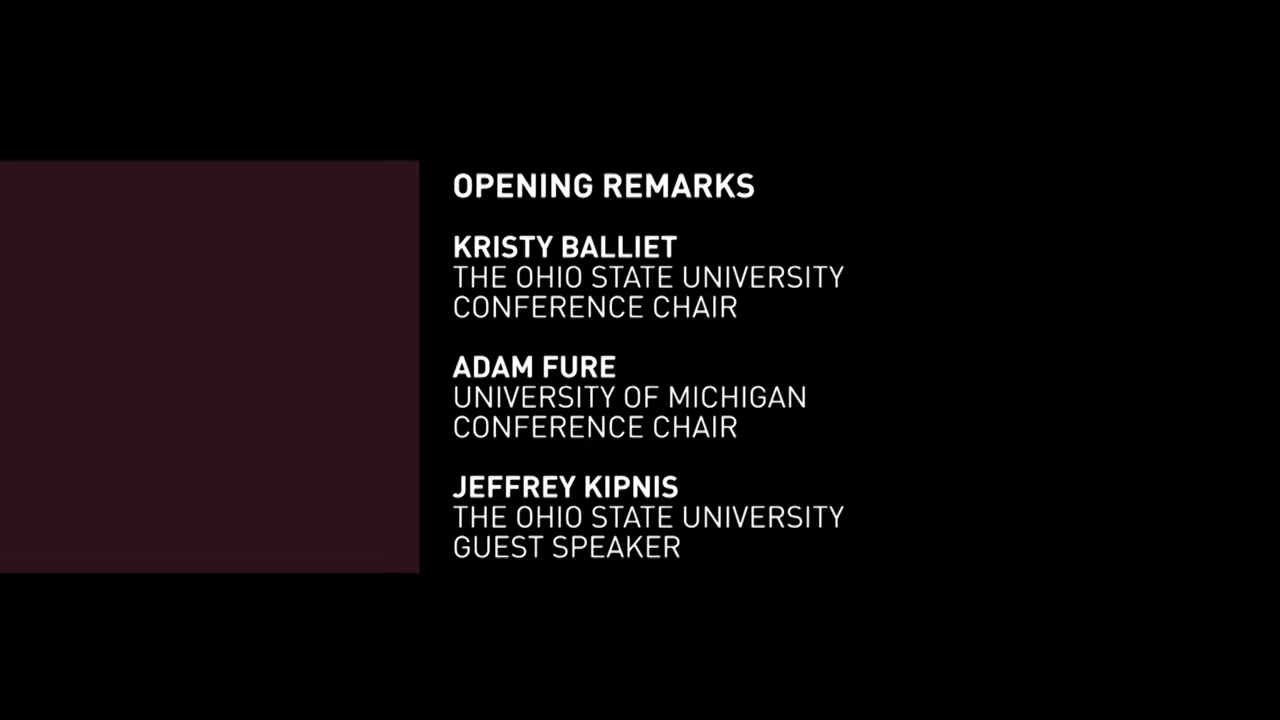 OPENING REMARKS
KRISTY BALLIET
THE OHIO STATE UNIVERSITY
CONFERENCE CHAIR
ADAM FURE
UNIVERSITY OF MICHIGAN
CONFERENCE CHAIR
JEFFREY KIPNIS
THE OHIO STATE UNIVERSITY
GUEST SPEAKER